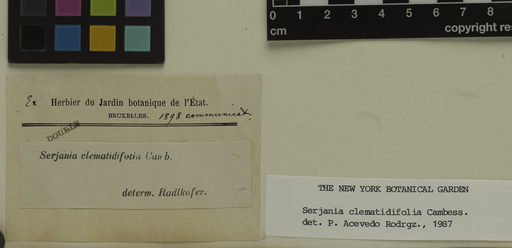 0 1 2 3 4 5 6 7 8 9
cm
copyright res
Ex Herbier du Jardin botanique de l'État.
BRUXELLES. 1898 communicat.
DOUBLE
Serjania clematidifolia Camb.
determ. Radlkofer.
THE NEW YORK BOTANICAL GARDEN
Serjania clematidifolia Cambess.
det. P. Acevedo Rodrgz., 1987